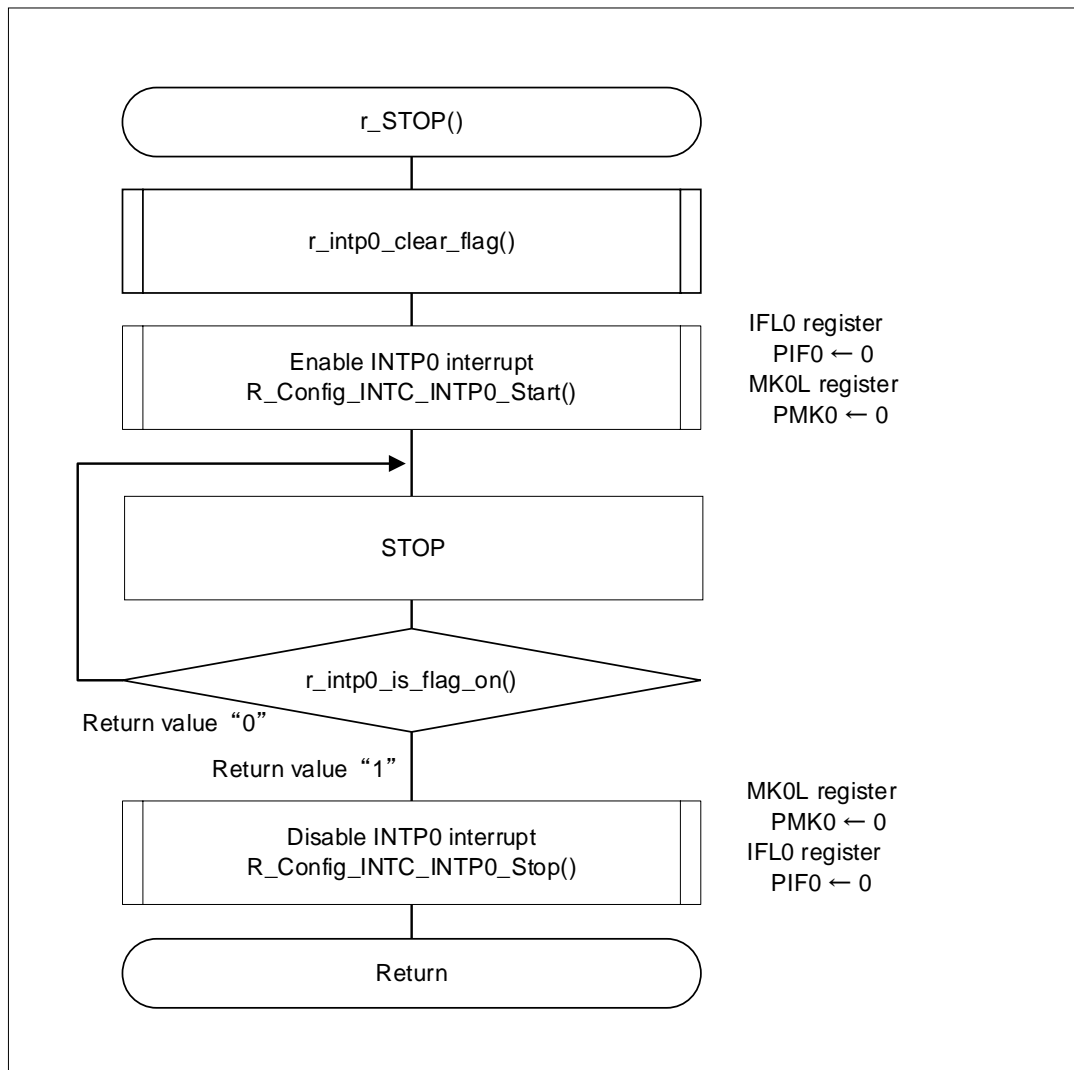 r_STOP()
r_intp0_clear_flag()
Enable INTP0 interrupt
R_Config_INTC_INTP0_Start()
IFL0 register
PIF0 ← 0
MK0L register
PMK0 ← 0
STOP
r_intp0_is_flag_on()
Return value “0”
Return value “1”
Disable INTP0 interrupt
R_Config_INTC_INTP0_Stop()
MK0L register
PMK0 ← 0
IFL0 register
PIF0 ← 0
Return